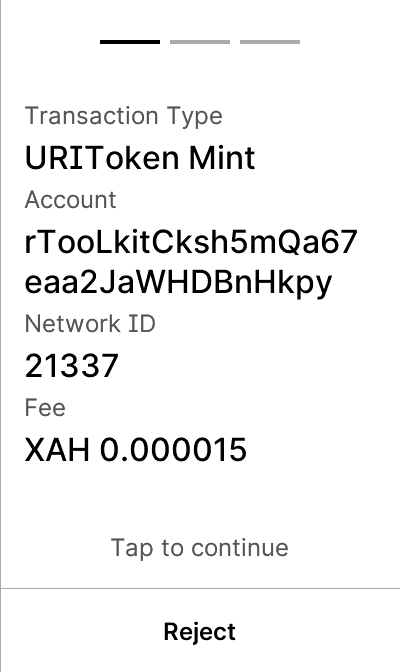 Transaction Type
URIToken Mint
Account
rTooLkitCksh5mQa67
eaa2JaWHDBnHkpy
Network ID
21337
Fee
XAH 0.000015
Tap to continue
Reject